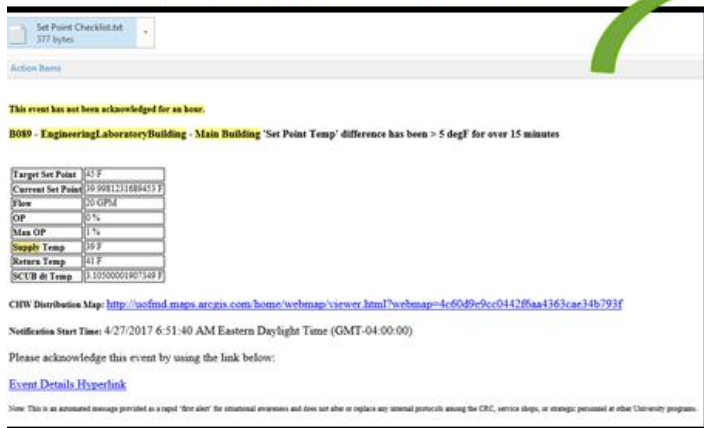 Set Point Checklist.txt
377 bytes
Action Items
This event has not been acknowledged for an hour.
B089 - EngineeringLaboratoryBuilding - Main Building 'Set Point Temp' difference has been > 5 degF for over 15 minutes
Target Set Point 45 F
Current Set Point 39.9981231689453 F
Flow 20 GPM
OP 0 %
Max OP 1 %
Supply Temp 39 F
Return Temp 41 F
SCUB dt Temp 3.10500001907349 F
CHW Distribution Map: http://uofmd.maps.arcgis.com/home/webmap/viewer.html?webmap=4c60d9e9cc0442f6aa4363cae34b793f
Notification Start Time: 4/27/2017 6:51:40 AM Eastern Daylight Time (GMT-04:00:00)
Please acknowledge this event by using the link below:
Event Details Hyperlink
Note: This is an automated message provided as a rapid 'first alert' for situational awareness and does not alter or replace any internal protocols among the CRC, service shops, or strategic personnel at other University programs.